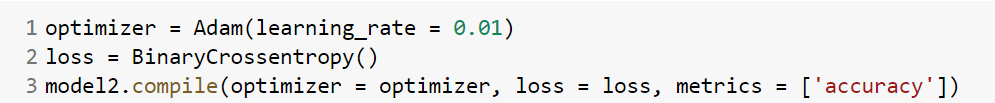 1 optimizer = Adam(learning_rate = 0.01)
2 loss = BinaryCrossentropy()
3 model2.compile(optimizer = optimizer, loss = loss, metrics = ['accuracy'])